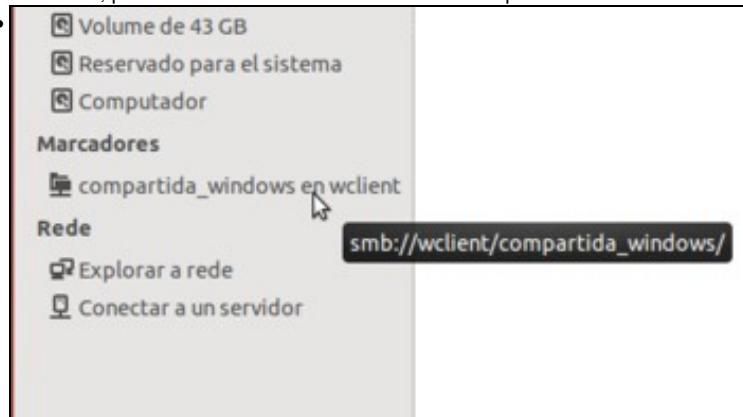 Volume de 43 GB
Reservado para el sistema
Computador
Marcadores
compartida_windows en wclient
Rede
smb://wclient/compartida_windows/
Explorar a rede
Conectar a un servidor